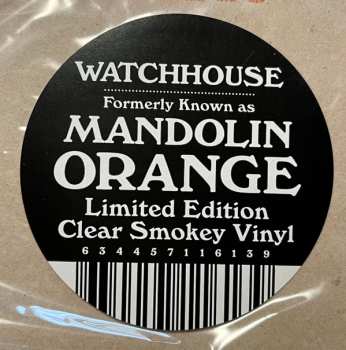 WATCHHOUSE
Formerly Known as
MANDOLIN
ORANGE
Limited Edition
Clear Smokey Vinyl
634457116139